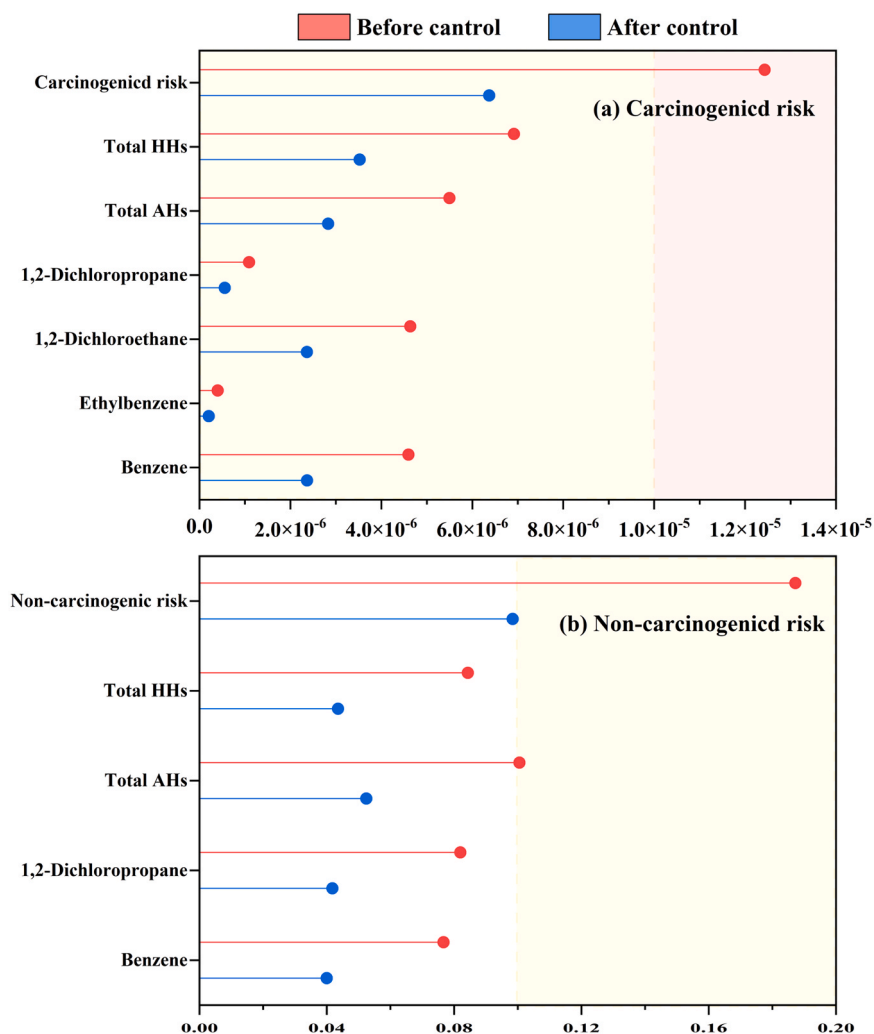 Before cantrol After control
(a) Carcinogenicd risk
Carcinogenicd risk
Total HHs
Total AHs
1,2-Dichloropropane
1,2-Dichloroethane
Ethylbenzene
Benzene
0.0 2.0×10⁻⁶ 4.0×10⁻⁶ 6.0×10⁻⁶ 8.0×10⁻⁶ 1.0×10⁻⁵ 1.2×10⁻⁵ 1.4×10⁻⁵
(b) Non-carcinogenicd risk
Non-carcinogenic risk
Total HHs
Total AHs
1,2-Dichloropropane
Benzene
0.00 0.04 0.08 0.12 0.16 0.20